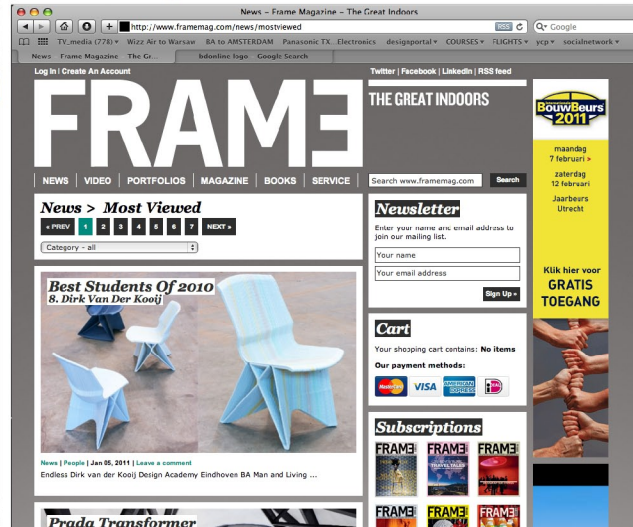 News – Frame Magazine – The Great Indoors
http://www.framemag.com/news/mostviewed
RSS
Google
TV_media (778)
Wizz Air to Warsaw
BA to AMSTERDAM
Panasonic TX...Electronics
designsportal
COURSES
FLIGHTS
ycp
socialnetwork
News Frame Magazine The Gr...
bdonline logo Google Search
Log In | Create An Account
Twitter | Facebook | LinkedIn | RSS feed
FRAME
THE GREAT INDOORS
NEWS | VIDEO | PORTFOLIOS | MAGAZINE | BOOKS | SERVICE
Search www.framemag.com
Search
News > Most Viewed
« PREV 1 2 3 4 5 6 7 NEXT »
Category - all
Best Students Of 2010
8. Dirk Van Der Kooij
News | People | Jan 05, 2011 | Leave a comment
Endless Dirk van der Kooij Design Academy Eindhoven BA Man and Living ...
Prada Transformer
Newsletter
Enter your name and email address to
join our mailing list.
Your name
Your email address
Sign Up »
Cart
Your shopping cart contains: No items
Our payment methods:
MasterCard
VISA
AMERICAN
EXPRESS
iDEAL
Subscriptions
FRAME
FRAME
TRAVEL TALES
FRAME
FRAME
FRAME
FRAME
BouwBeurs
2011
maandag
7 februari >
zaterdag
12 februari
Jaarbeurs
Utrecht
Klik hier voor
GRATIS
TOEGANG